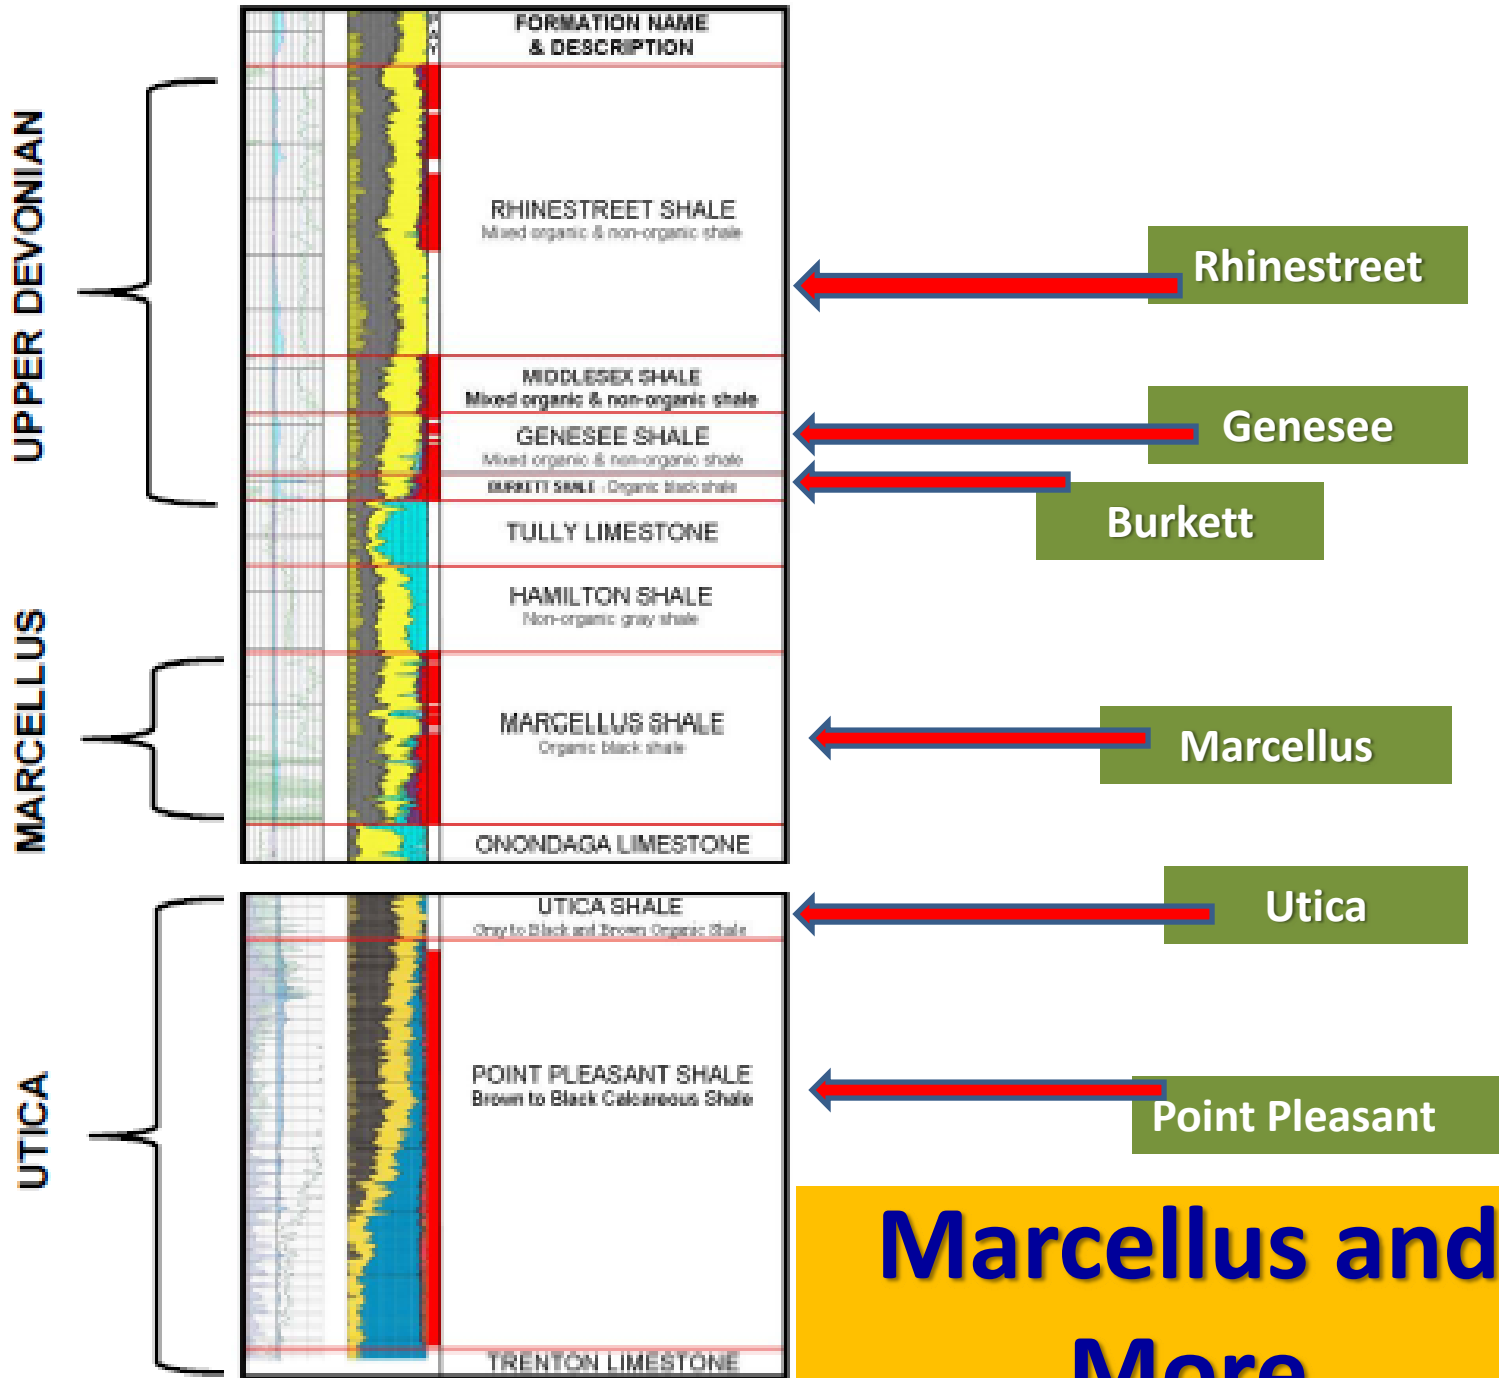 FORMATION NAME
& DESCRIPTION
PAY
UPPER DEVONIAN
RHINESTREET SHALE
Mixed organic & non-organic shale
Rhinestreet
MIDDLESEX SHALE
Mixed organic & non-organic shale
GENESEE SHALE
Mixed organic & non-organic shale
Genesee
BURKETT SHALE - Organic black shale
Burkett
TULLY LIMESTONE
HAMILTON SHALE
Non-organic gray shale
MARCELLUS
MARCELLUS SHALE
Organic black shale
Marcellus
ONONDAGA LIMESTONE
UTICA
UTICA SHALE
Gray to Black and Brown Organic Shale
Utica
POINT PLEASANT SHALE
Brown to Black Calcareous Shale
Point Pleasant
TRENTON LIMESTONE
Marcellus and
More